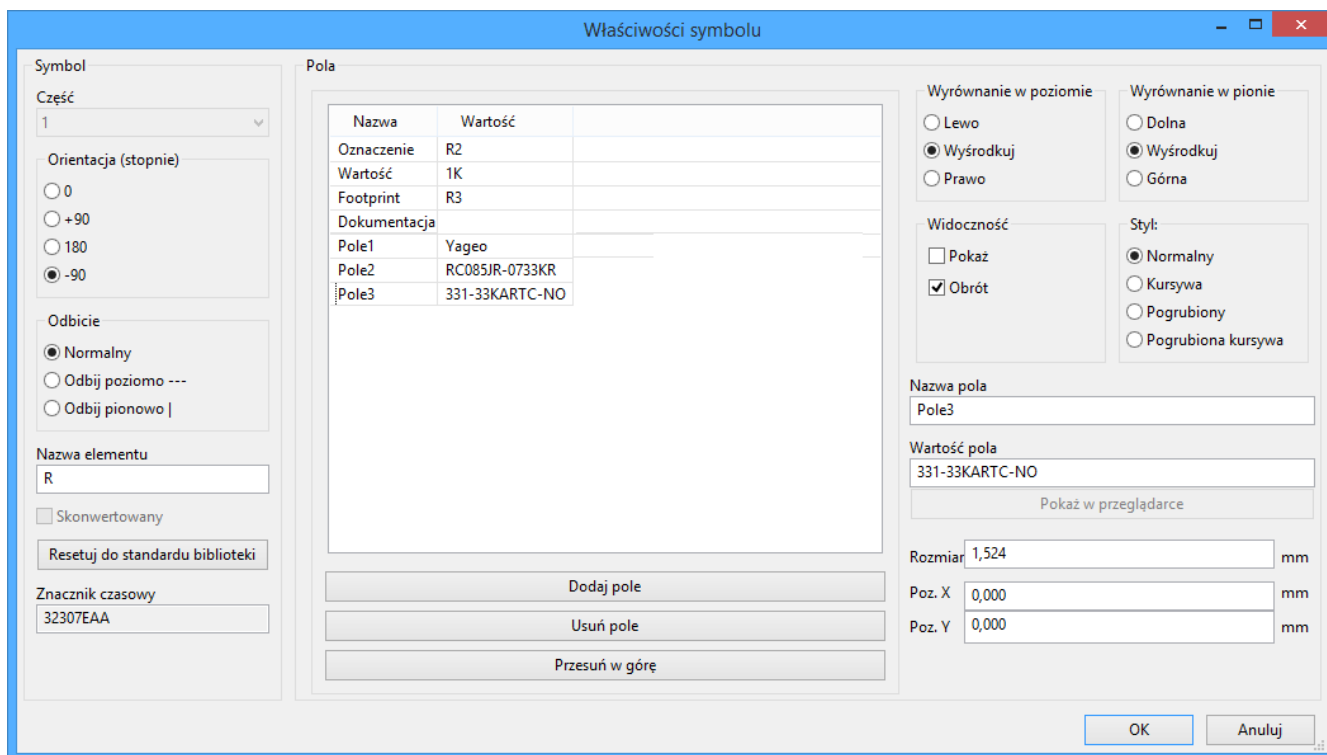 Właściwości symbolu
Symbol
Część
1
Orientacja (stopnie)
0
+90
180
-90
Odbicie
Normalny
Odbij poziomo ---
Odbij pionowo |
Nazwa elementu
R
Skonwertowany
Resetuj do standardu biblioteki
Znacznik czasowy
32307EAA
Pola
Nazwa Wartość
Oznaczenie R2
Wartość 1K
Footprint R3
Dokumentacja
Pole1 Yageo
Pole2 RC085JR-0733KR
Pole3 331-33KARTC-NO
Dodaj pole
Usuń pole
Przesuń w górę
Wyrównanie w poziomie
Lewo
Wyśrodkuj
Prawo
Wyrównanie w pionie
Dolna
Wyśrodkuj
Górna
Widoczność
Pokaż
Obrót
Styl:
Normalny
Kursywa
Pogrubiony
Pogrubiona kursywa
Nazwa pola
Pole3
Wartość pola
331-33KARTC-NO
Pokaż w przeglądarce
Rozmiar 1,524 mm
Poz. X 0,000 mm
Poz. Y 0,000 mm
OK Anuluj